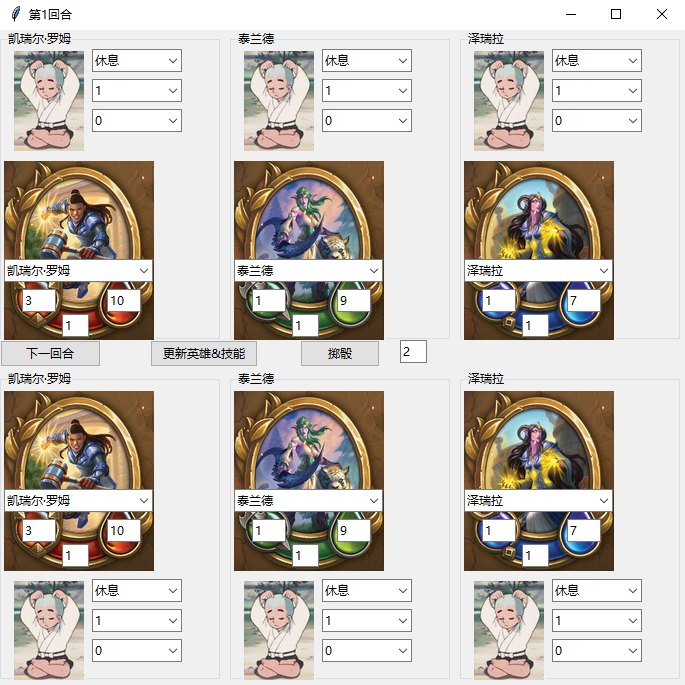 第1回合
凯瑞尔·罗姆 泰兰德 泽瑞拉
休息 休息 休息
1 1 1
0 0 0
凯瑞尔·罗姆 泰兰德 泽瑞拉
3 10 1 9 1 7
1 1 1
下一回合 更新英雄&技能 掷骰 2
凯瑞尔·罗姆 泰兰德 泽瑞拉
凯瑞尔·罗姆 泰兰德 泽瑞拉
3 10 1 9 1 7
1 1 1
休息 休息 休息
1 1 1
0 0 0